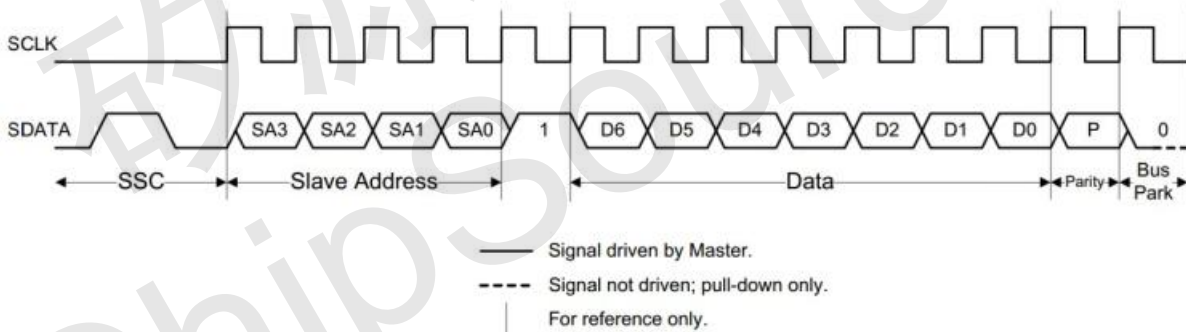 SCLK
SDATA SA3 SA2 SA1 SA0 1 D6 D5 D4 D3 D2 D1 D0 P 0
SSC Slave Address Data Parity Bus Park
Signal driven by Master.
Signal not driven; pull-down only.
For reference only.